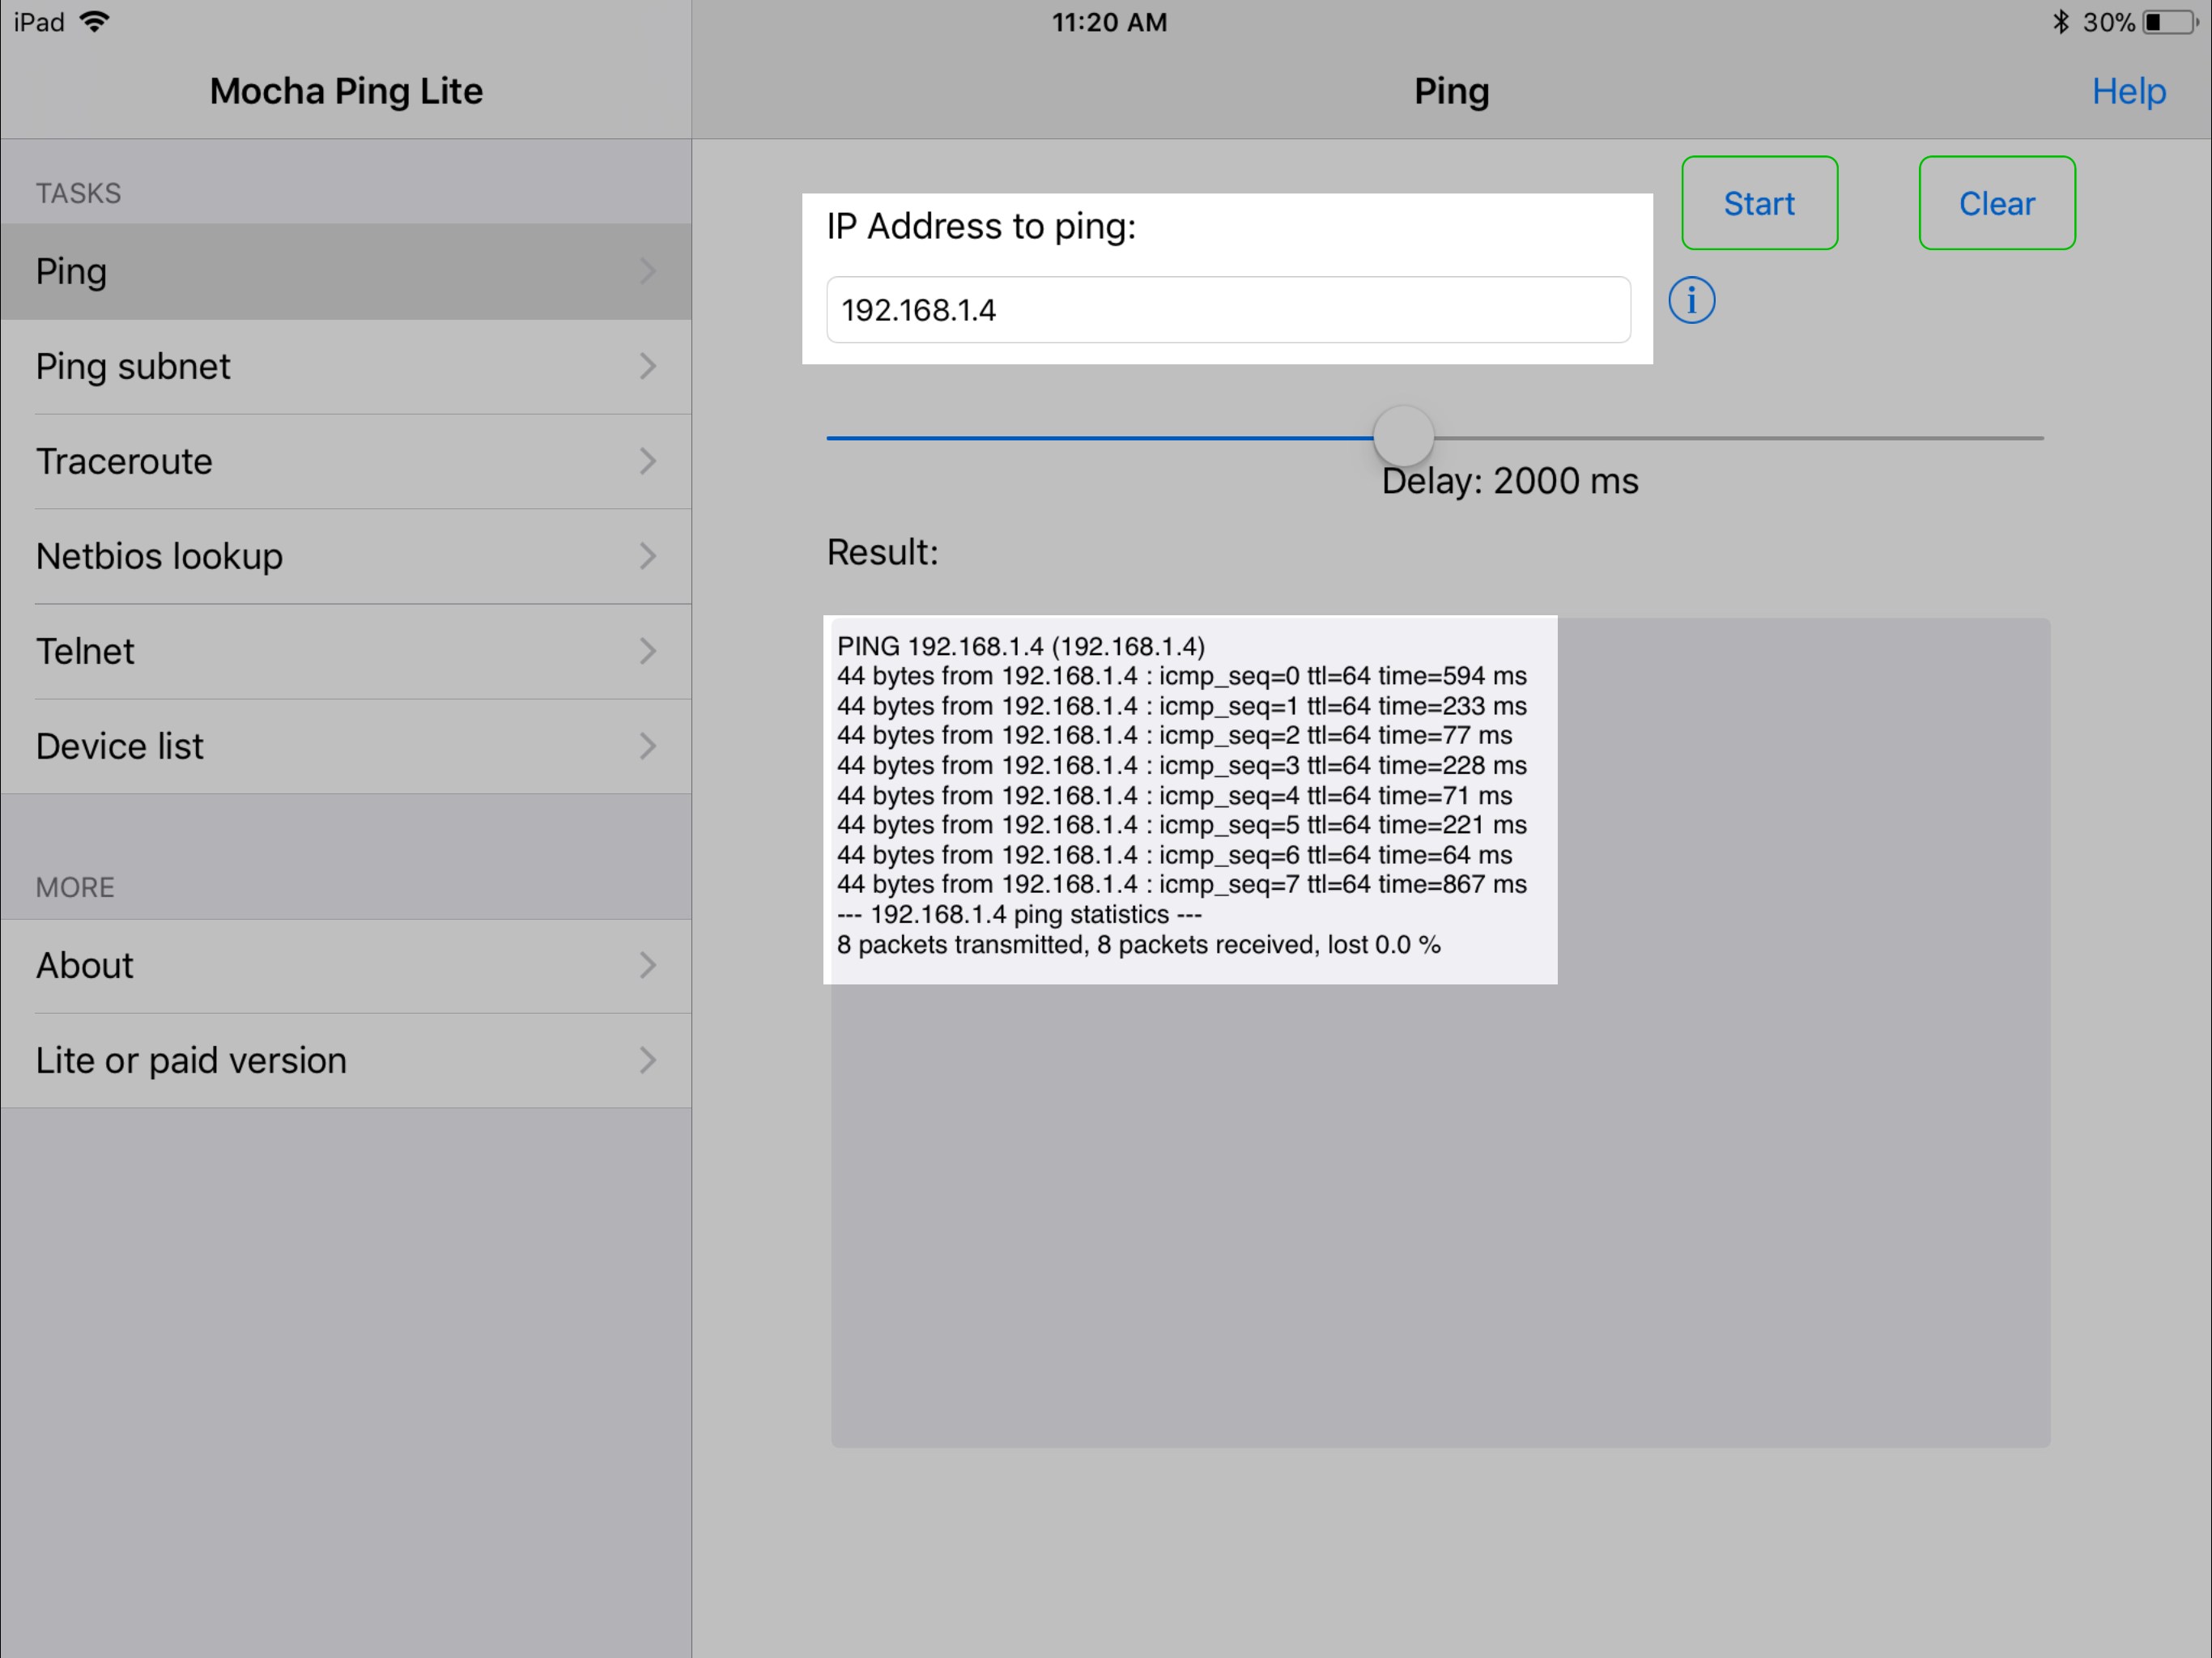 iPad 11:20 AM 30%
Mocha Ping Lite
Ping Help
TASKS
Ping
Ping subnet
Traceroute
Netbios lookup
Telnet
Device list
MORE
About
Lite or paid version
IP Address to ping:
Start Clear
192.168.1.4
Delay: 2000 ms
Result:
PING 192.168.1.4 (192.168.1.4)
44 bytes from 192.168.1.4 : icmp_seq=0 ttl=64 time=594 ms
44 bytes from 192.168.1.4 : icmp_seq=1 ttl=64 time=233 ms
44 bytes from 192.168.1.4 : icmp_seq=2 ttl=64 time=77 ms
44 bytes from 192.168.1.4 : icmp_seq=3 ttl=64 time=228 ms
44 bytes from 192.168.1.4 : icmp_seq=4 ttl=64 time=71 ms
44 bytes from 192.168.1.4 : icmp_seq=5 ttl=64 time=221 ms
44 bytes from 192.168.1.4 : icmp_seq=6 ttl=64 time=64 ms
44 bytes from 192.168.1.4 : icmp_seq=7 ttl=64 time=867 ms
--- 192.168.1.4 ping statistics ---
8 packets transmitted, 8 packets received, lost 0.0 %